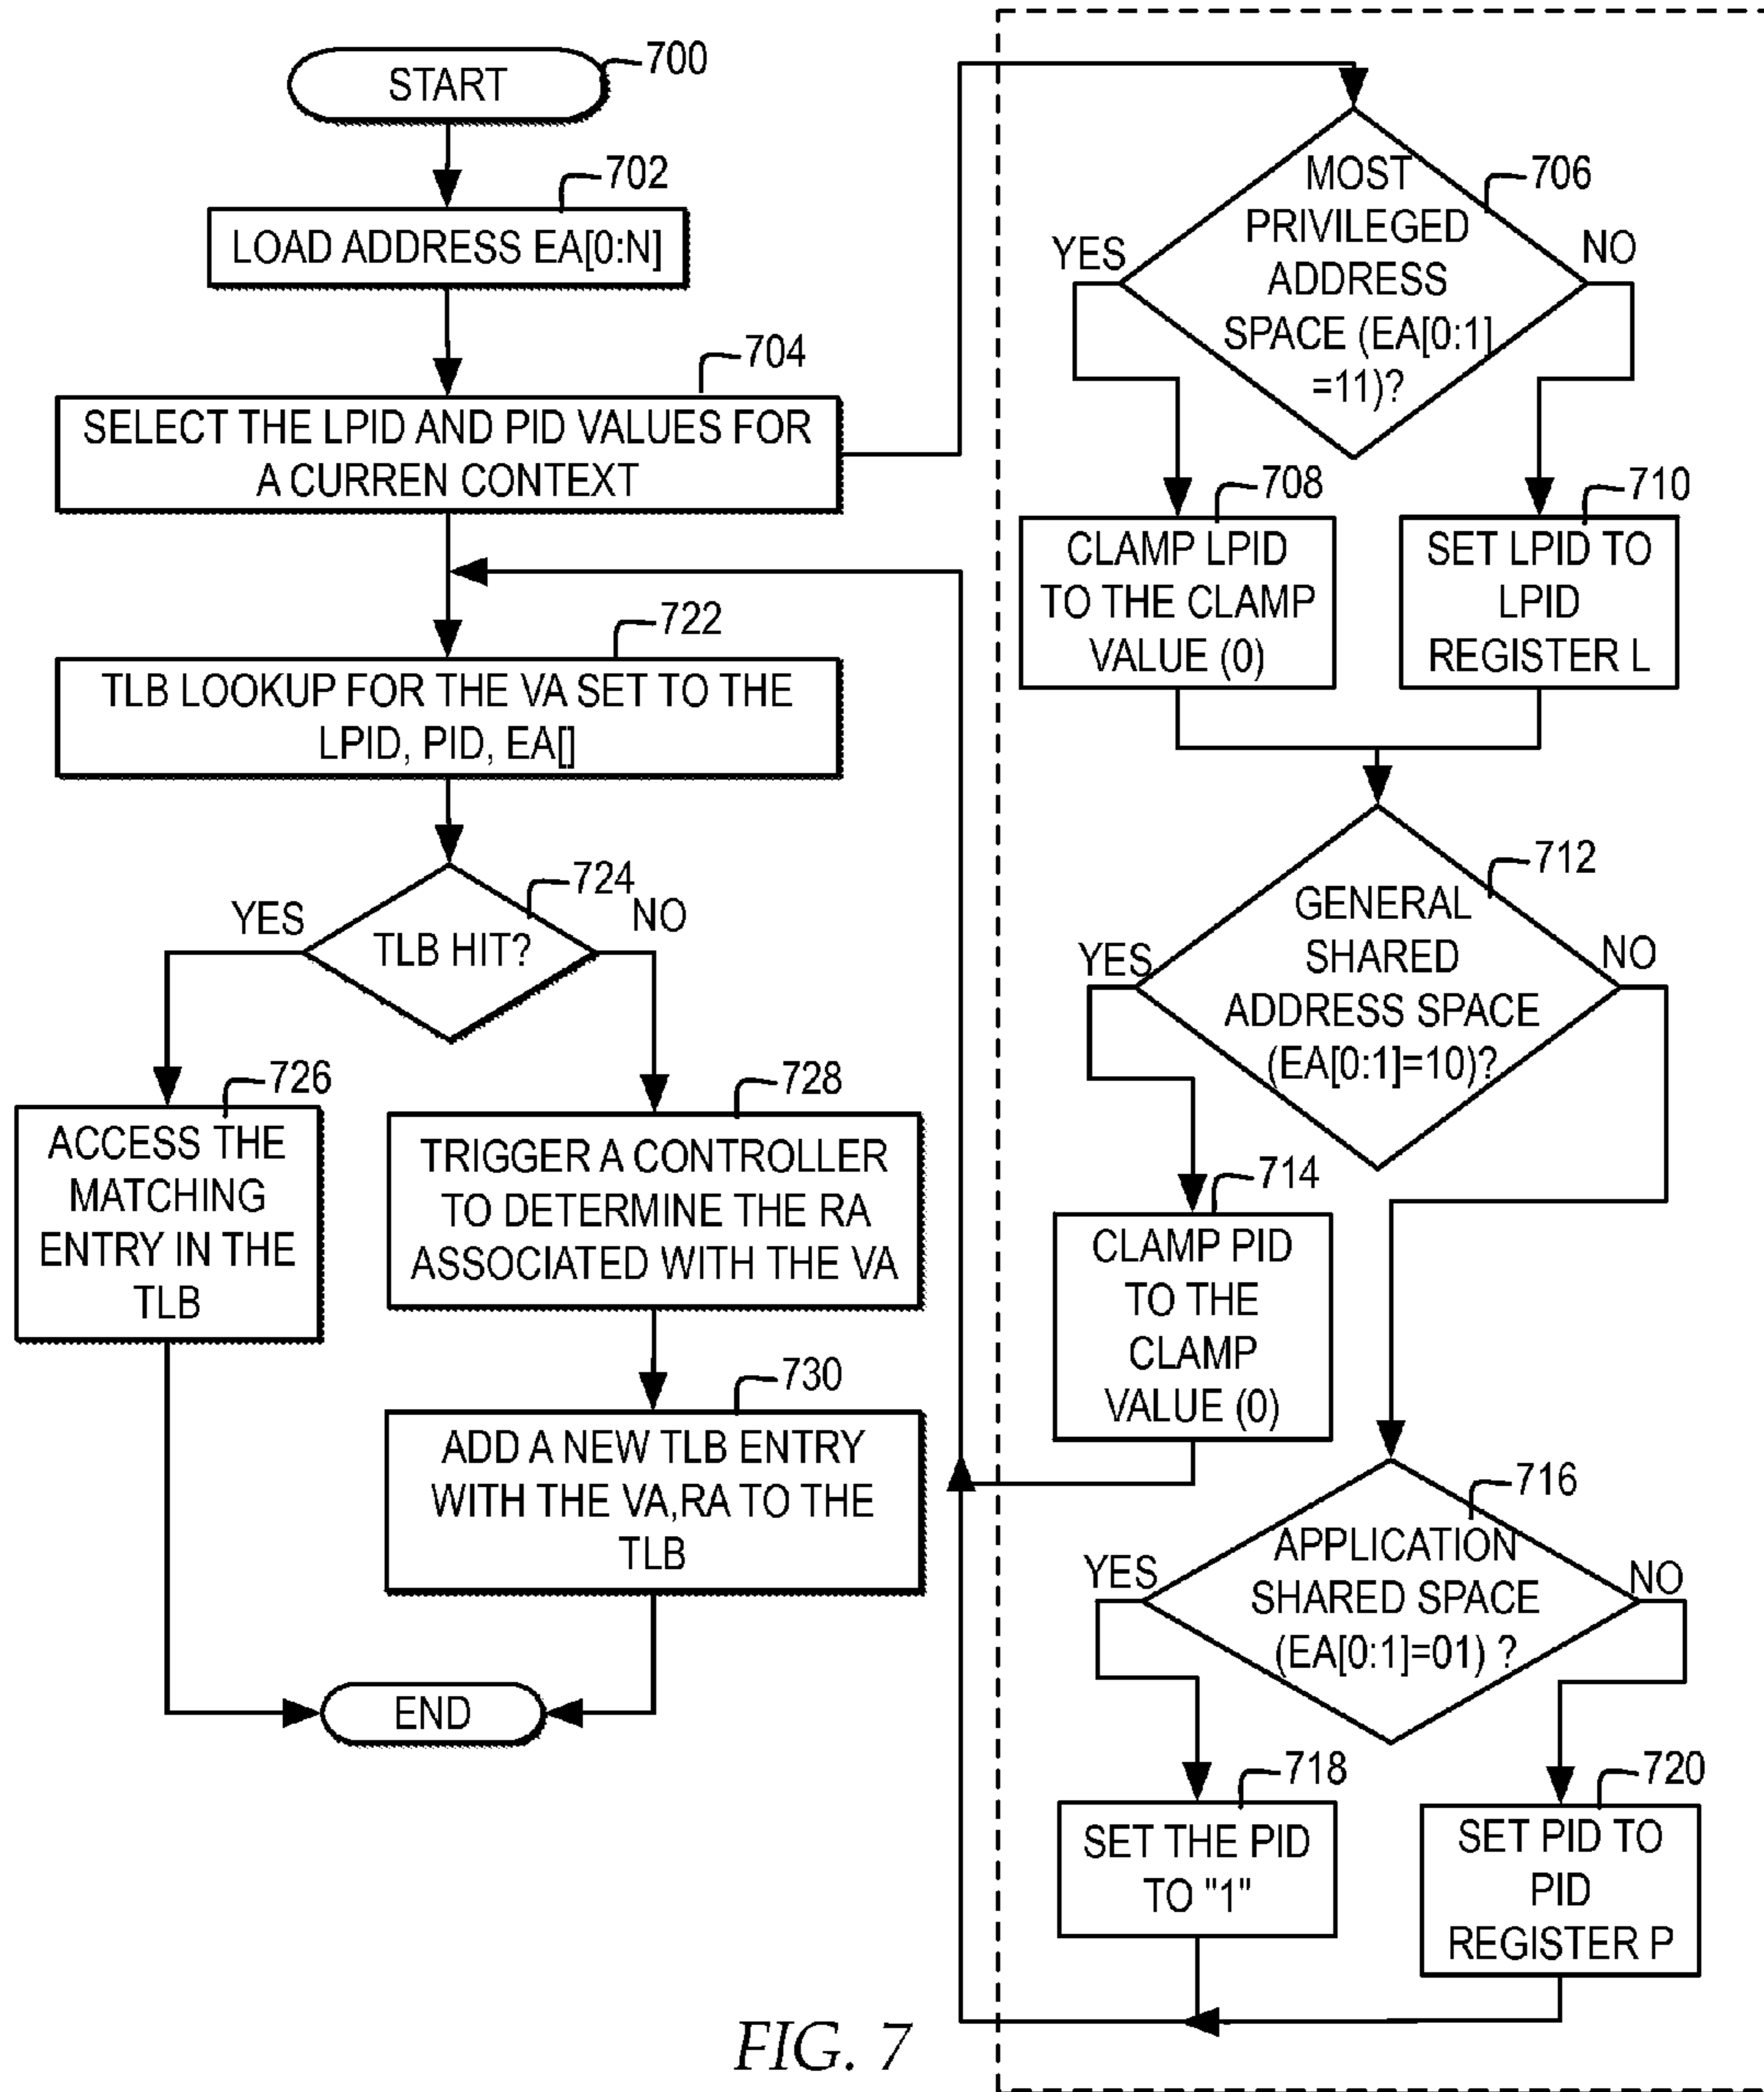 START
700
702
LOAD ADDRESS EA[0:N]
704
SELECT THE LPID AND PID VALUES FOR
A CURREN CONTEXT
722
TLB LOOKUP FOR THE VA SET TO THE
LPID, PID, EA[]
724
YES
NO
TLB HIT?
726
ACCESS THE
MATCHING
ENTRY IN THE
TLB
728
TRIGGER A CONTROLLER
TO DETERMINE THE RA
ASSOCIATED WITH THE VA
730
ADD A NEW TLB ENTRY
WITH THE VA,RA TO THE
TLB
END
706
MOST
PRIVILEGED
ADDRESS
SPACE (EA[0:1]
=11)?
YES
NO
708
CLAMP LPID
TO THE CLAMP
VALUE (0)
710
SET LPID TO
LPID
REGISTER L
712
GENERAL
SHARED
ADDRESS SPACE
(EA[0:1]=10)?
YES
NO
714
CLAMP PID
TO THE
CLAMP
VALUE (0)
716
APPLICATION
SHARED SPACE
(EA[0:1]=01) ?
YES
NO
718
SET THE PID
TO "1"
720
SET PID TO
PID
REGISTER P
FIG. 7